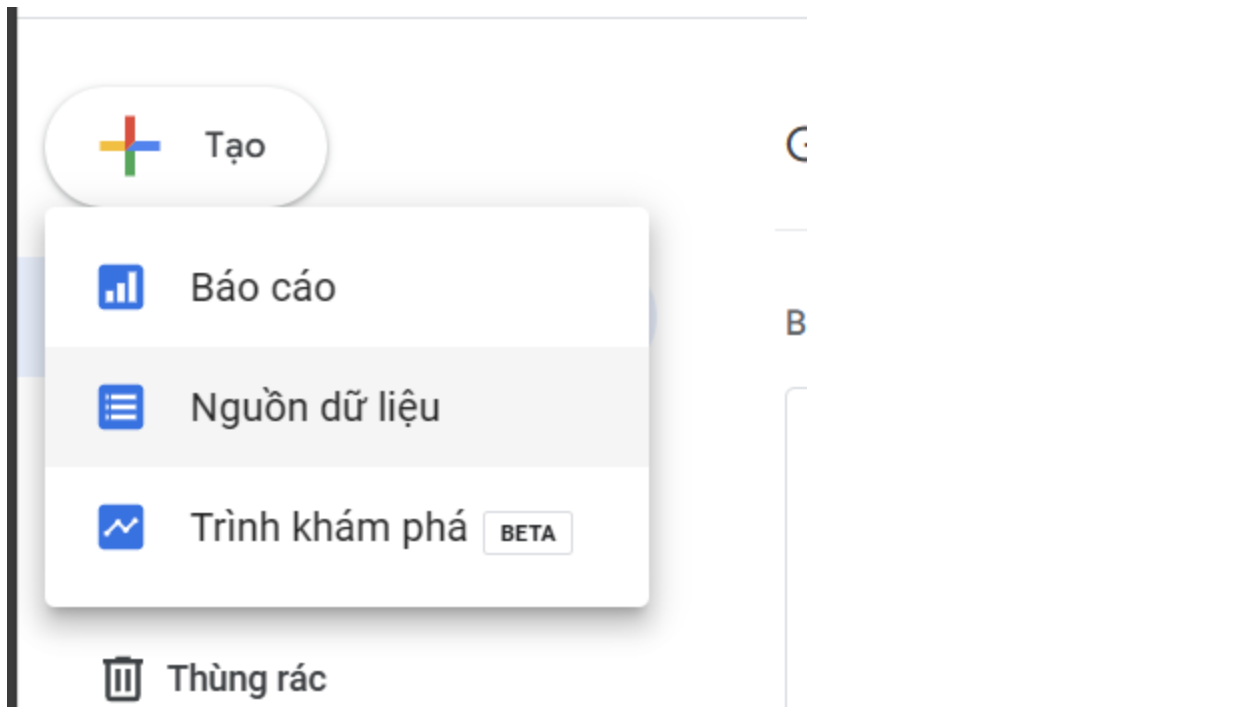 Tạo
Báo cáo
Nguồn dữ liệu
Trình khám phá BETA
Thùng rác
B